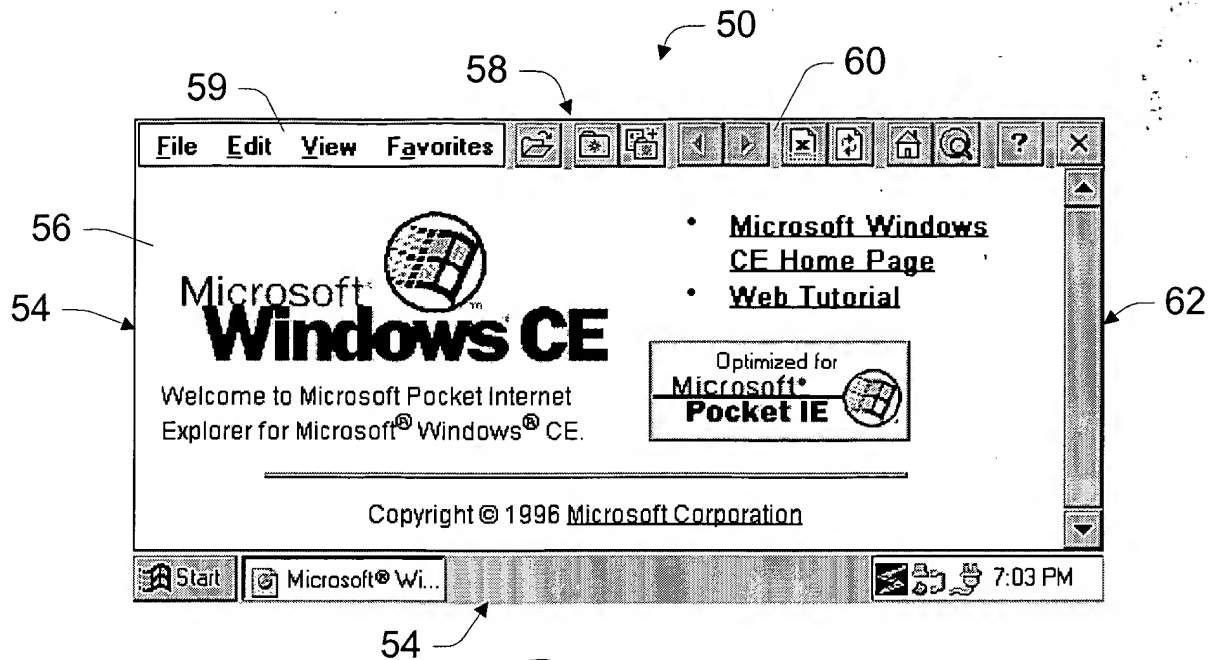 50
58
60
59
File Edit View Favorites ? ×
56
• Microsoft Windows
CE Home Page
• Web Tutorial
54
62
Microsoft
Windows CE
TM
Optimized for
Microsoft
Pocket IE
Welcome to Microsoft Pocket Internet
Explorer for Microsoft® Windows® CE.
Copyright © 1996 Microsoft Corporation
Start Microsoft® Wi... 7:03 PM
54